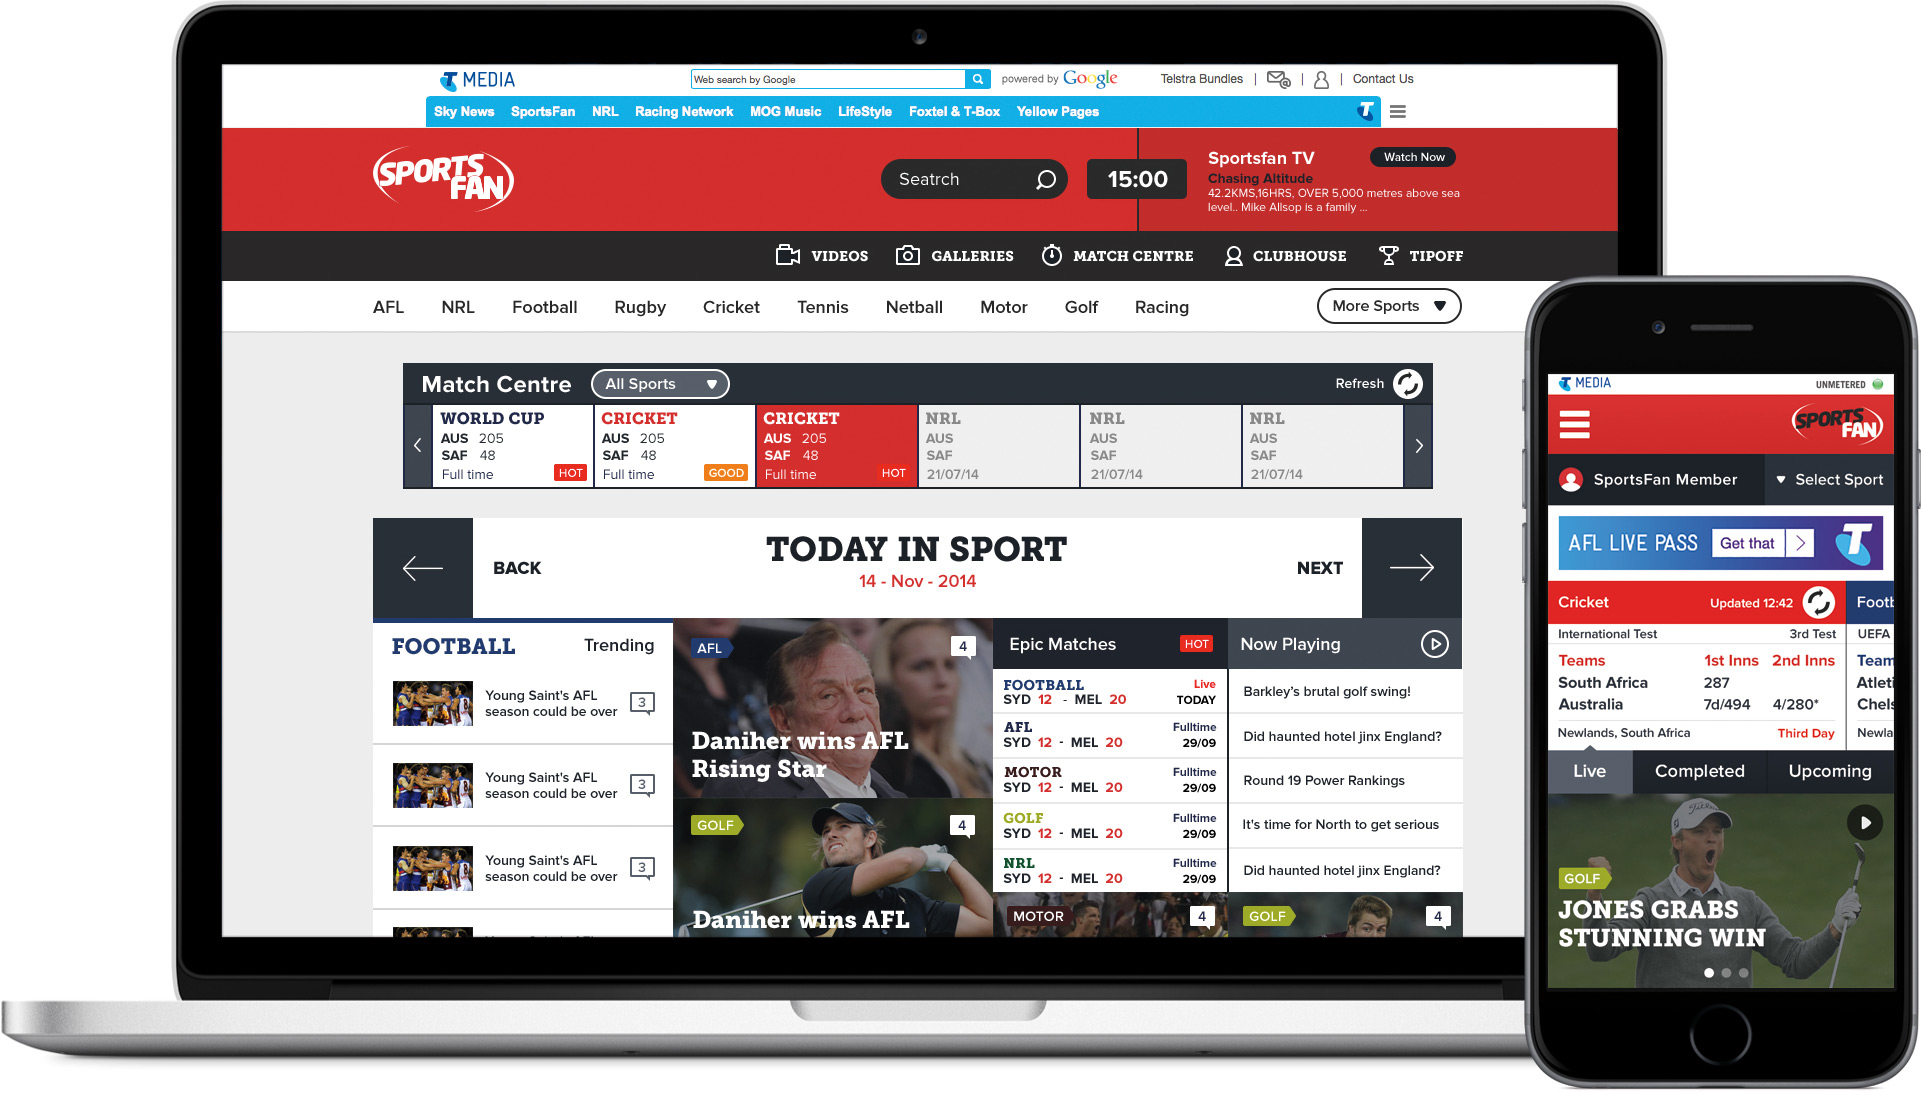 T MEDIA
Web search by Google
powered by Google
Telstra Bundles | | | Contact Us
Sky News SportsFan NRL Racing Network MOG Music LifeStyle Foxtel & T-Box Yellow Pages
SPORTS
FAN
Seatrch
15:00
Sportsfan TV
Watch Now
Chasing Altitude
42.2KMS,16HRS, OVER 5,000 metres above sea
level.. Mike Allsop is a family ...
VIDEOS GALLERIES MATCH CENTRE CLUBHOUSE TIPOFF
AFL NRL Football Rugby Cricket Tennis Netball Motor Golf Racing More Sports
Match Centre All Sports Refresh
WORLD CUP
AUS 205
SAF 48
Full time HOT
CRICKET
AUS 205
SAF 48
Full time GOOD
CRICKET
AUS 205
SAF 48
Full time HOT
NRL
AUS
SAF
21/07/14
NRL
AUS
SAF
21/07/14
NRL
AUS
SAF
21/07/14
BACK
TODAY IN SPORT
14 - Nov - 2014
NEXT
FOOTBALL Trending
Young Saint's AFL
season could be over
3
Young Saint's AFL
season could be over
3
Young Saint's AFL
season could be over
3
AFL
4
Daniher wins AFL
Rising Star
GOLF
4
Daniher wins AFL
Epic Matches HOT
FOOTBALL Live
SYD 12 - MEL 20 TODAY
AFL Fulltime
SYD 12 - MEL 20 29/09
MOTOR Fulltime
SYD 12 - MEL 20 29/09
GOLF Fulltime
SYD 12 - MEL 20 29/09
NRL Fulltime
SYD 12 - MEL 20 29/09
MOTOR
4
Now Playing
Barkley's brutal golf swing!
Did haunted hotel jinx England?
Round 19 Power Rankings
It's time for North to get serious
Did haunted hotel jinx England?
GOLF
4
T MEDIA
UNMETERED
SPORTS
FAN
SportsFan Member
Select Sport
AFL LIVE PASS Get that
Cricket Updated 12:42
International Test 3rd Test
Teams 1st Inns 2nd Inns
South Africa 287
Australia 7d/494 4/280*
Newlands, South Africa Third Day
Footb
UEFA
Team
Atleti
Chels
Newla
Live Completed Upcoming
Titleist
GOLF
JONES GRABS
STUNNING WIN